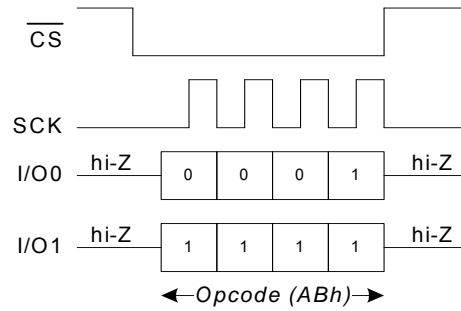 CS
SCK
hi-Z hi-Z
I/O0 0 0 0 1
hi-Z hi-Z
I/O1 1 1 1 1
Opcode (ABh)